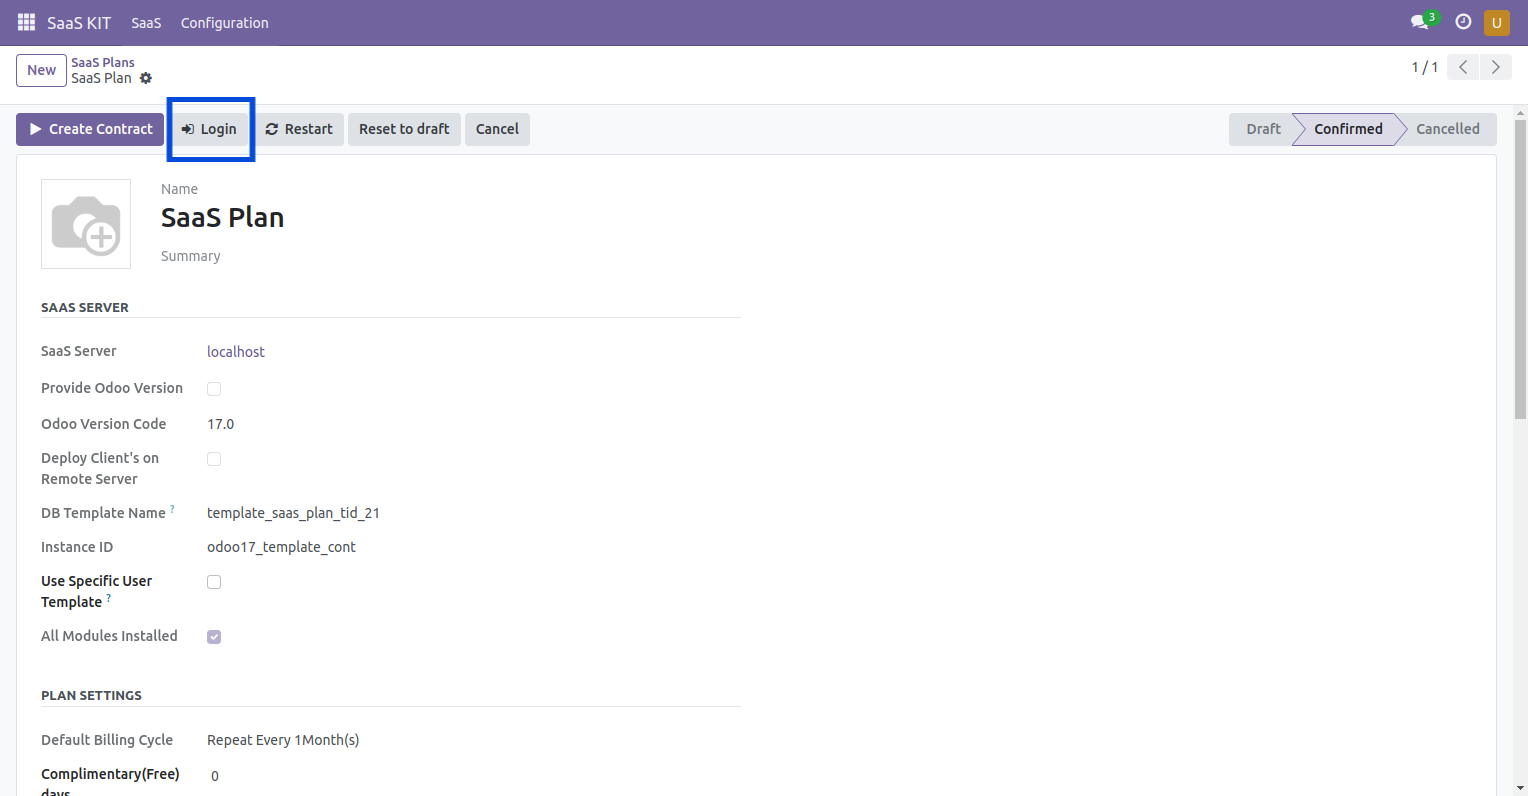 SaaS KIT SaaS Configuration 3 U
New SaaS Plans
SaaS Plan 1 / 1
Create Contract Login Restart Reset to draft Cancel Draft Confirmed Cancelled
Name
SaaS Plan
Summary
SAAS SERVER
SaaS Server localhost
Provide Odoo Version
Odoo Version Code 17.0
Deploy Client's on
Remote Server
DB Template Name ? template_saas_plan_tid_21
Instance ID odoo17_template_cont
Use Specific User
Template ?
All Modules Installed
PLAN SETTINGS
Default Billing Cycle Repeat Every 1Month(s)
Complimentary(Free) 0
days